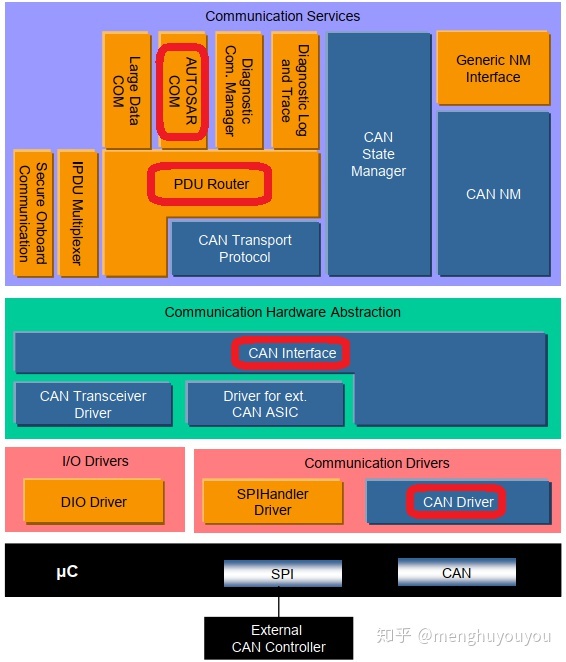 Communication Services
Large Data
COM
AUTOSAR
COM
Diagnostic
Com. Manager
Diagnostic Log
and Trace
Generic NM
Interface
CAN
State
Manager
CAN NM
Secure Onboard
Communication
IPDU Multiplexer
PDU Router
CAN Transport
Protocol
Communication Hardware Abstraction
CAN Interface
CAN Transceiver
Driver
Driver for ext.
CAN ASIC
I/O Drivers
Communication Drivers
DIO Driver
SPIHandler
Driver
CAN Driver
μC
SPI
CAN
External
CAN Controller
知乎 @menghuyouyou